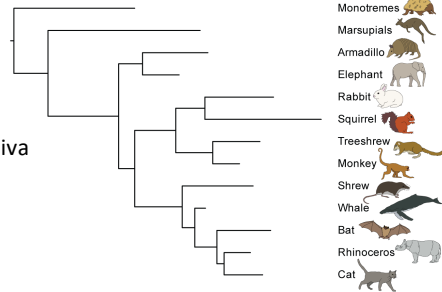 Monotremes
Marsupials
Armadillo
Elephant
Rabbit
Squirrel
Treeshrew
iva
Monkey
Shrew
Whale
Bat
Rhinoceros
Cat